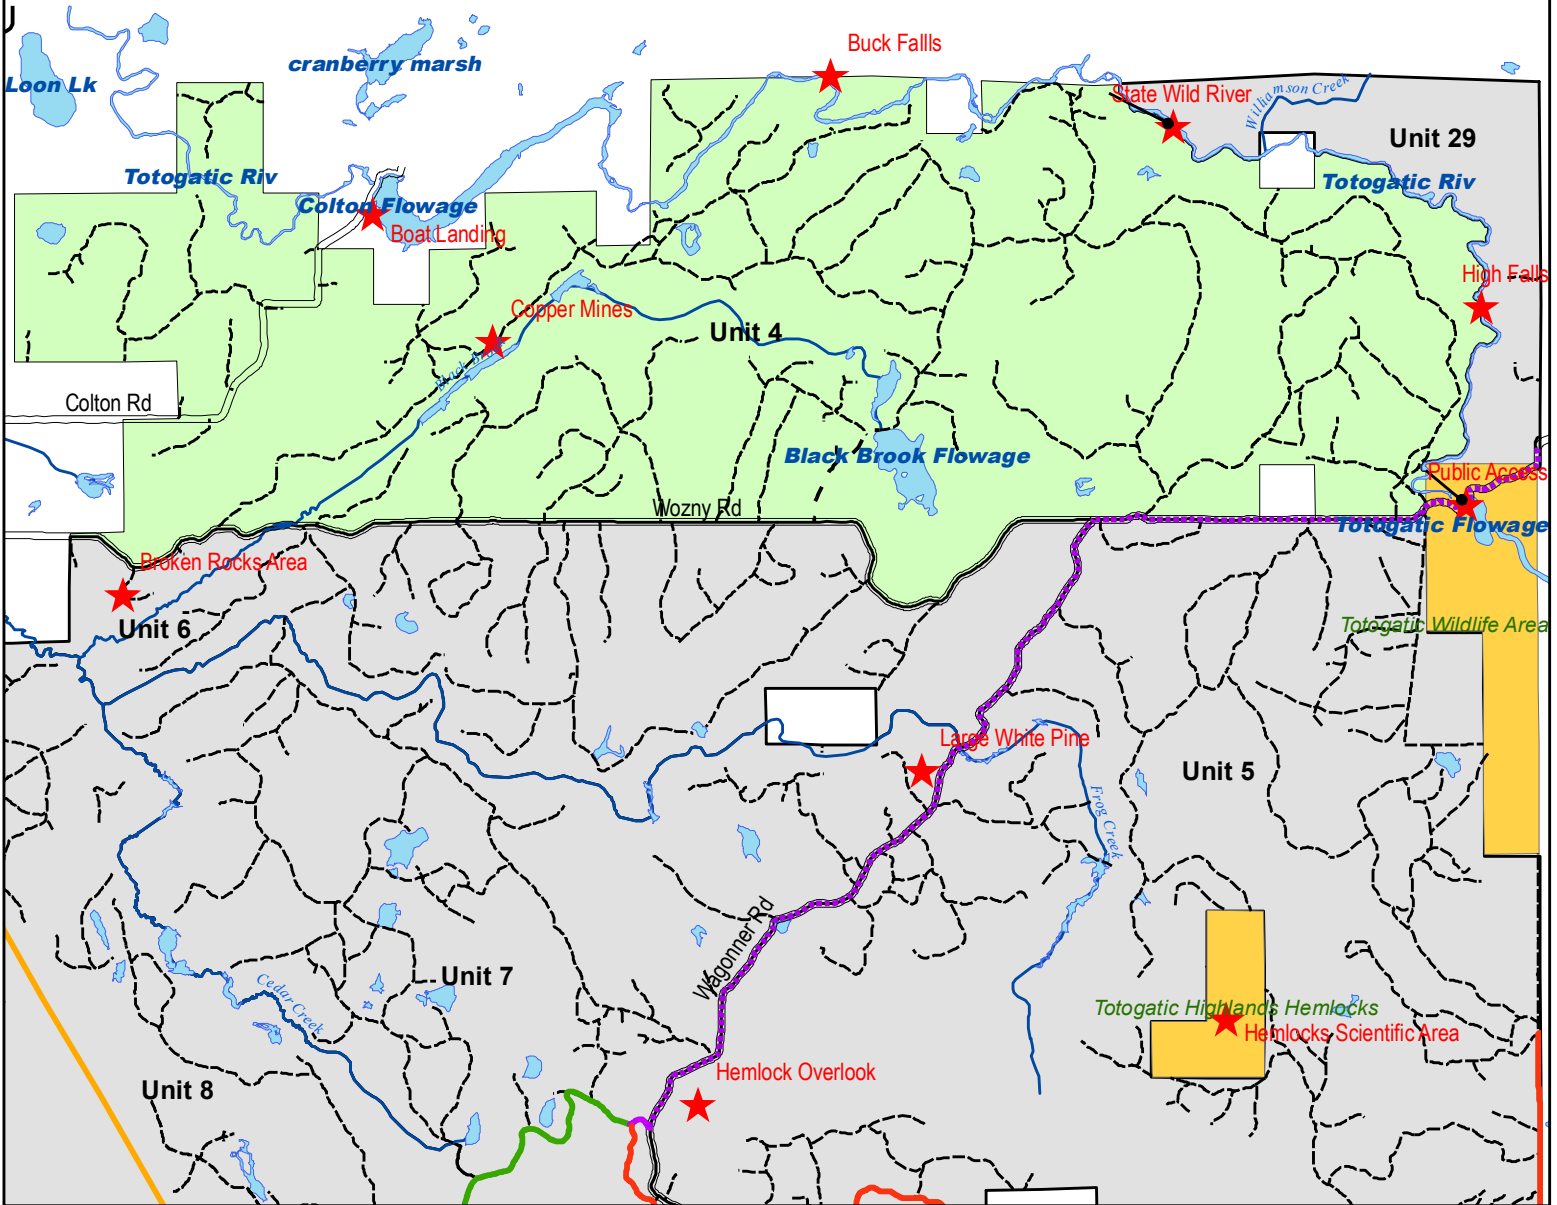 Buck Fallls
cranberry marsh
Loon Lk
State Wild River
Williamson Creek
Unit 29
Totogatic Riv
Totogatic Riv
Colton Flowage
Boat Landing
High Falls
Copper Mines
Unit 4
Black
Colton Rd
Black Brook Flowage
Public Access
Wozny Rd
Totogatic Flowage
Broken Rocks Area
Unit 6
Totogatic Wildlife Area
Large White Pine
Unit 5
Frog Creek
Wagonner Rd
Unit 7
Cedar Creek
Totogatic Highlands Hemlocks
Hemlocks Scientific Area
Hemlock Overlook
Unit 8